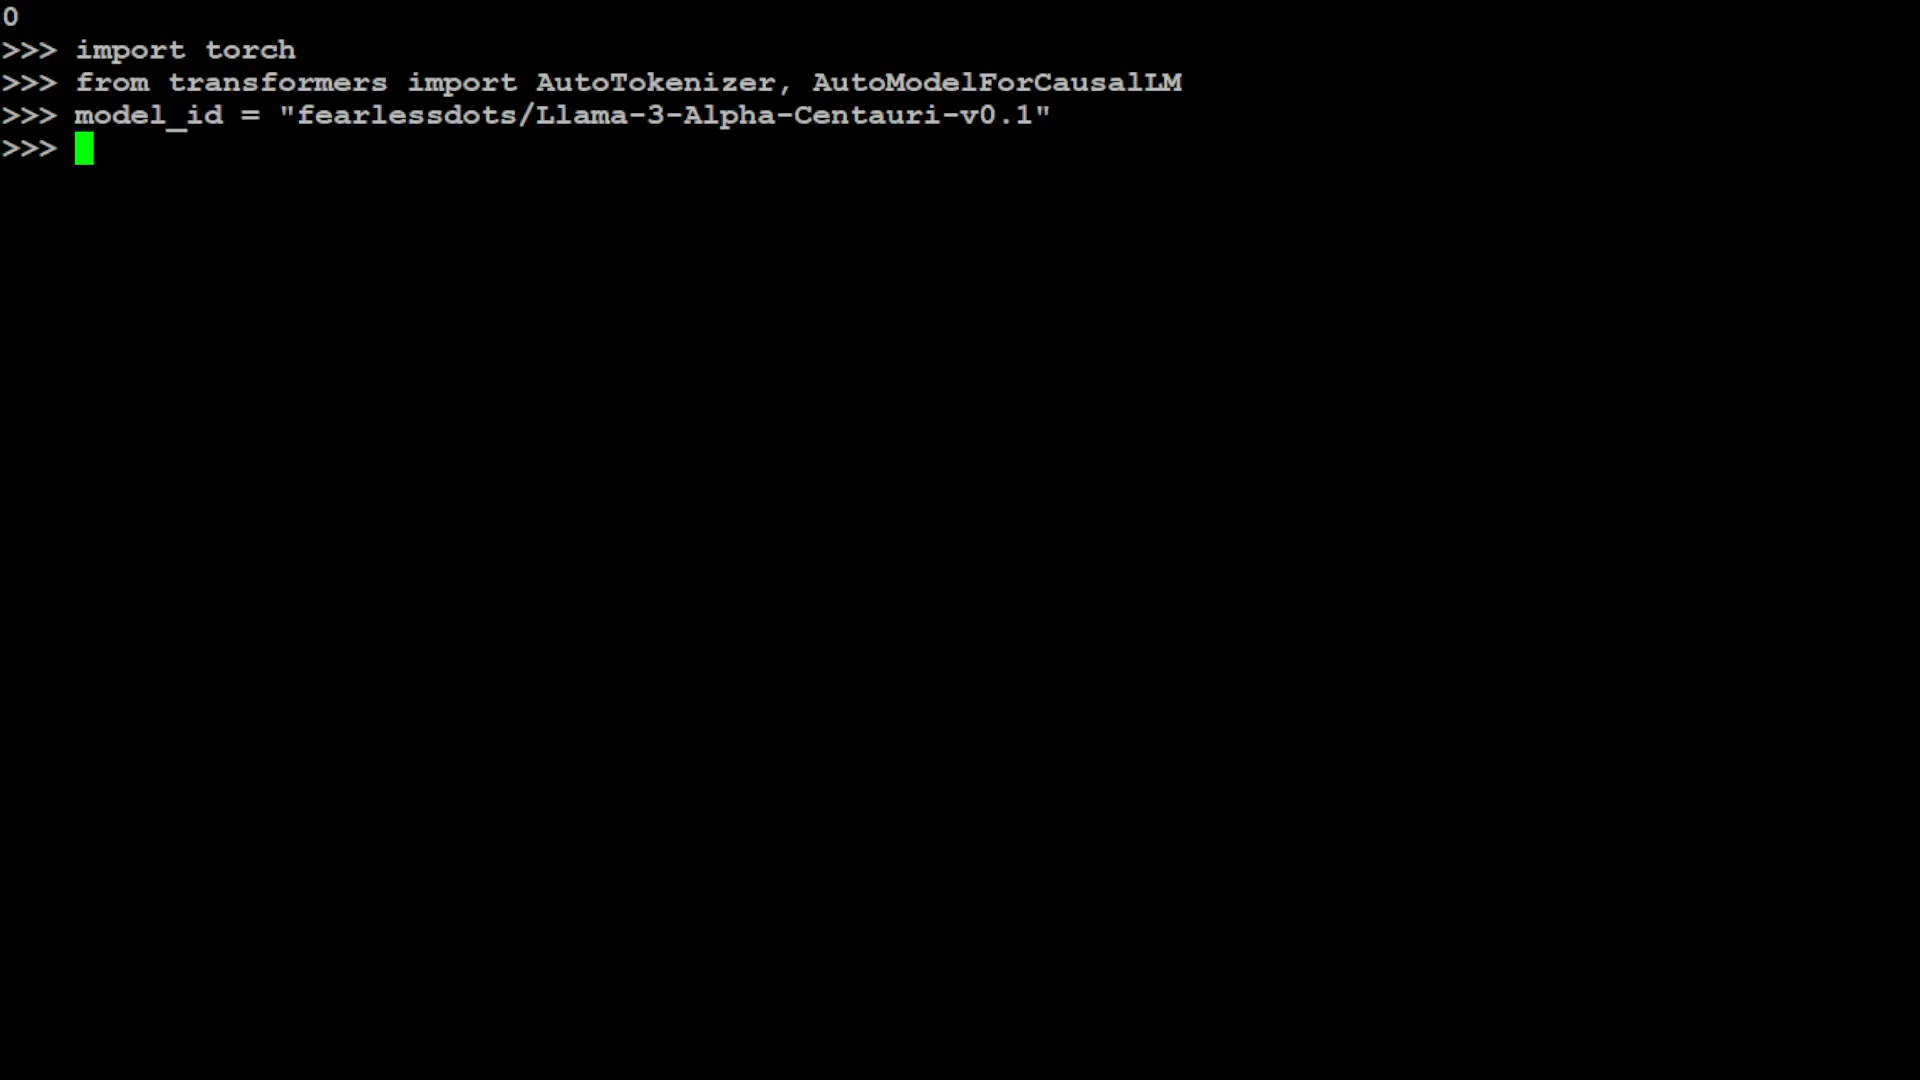 0
>>> import torch
>>> from transformers import AutoTokenizer, AutoModelForCausalLM
>>> model_id = "fearlessdots/Llama-3-Alpha-Centauri-v0.1"
>>>